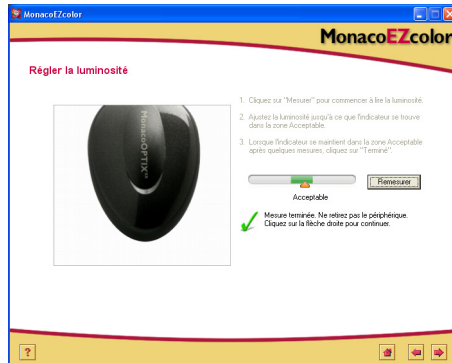 MonacoEZcolor
MonacoEZcolor
Régler la luminosité
MonacoOPTIX XR
1. Cliquez sur "Mesurer" pour commencer à lire la luminosité.
2. Ajustez la luminosité jusqu'à ce que l'indicateur se trouve
dans la zone Acceptable.
3. Lorsque l'indicateur se maintient dans la zone Acceptable
après quelques mesures, cliquez sur "Terminé".
Remesurer
Acceptable
Mesure terminée. Ne retirez pas le périphérique.
Cliquez sur la flèche droite pour continuer.
?